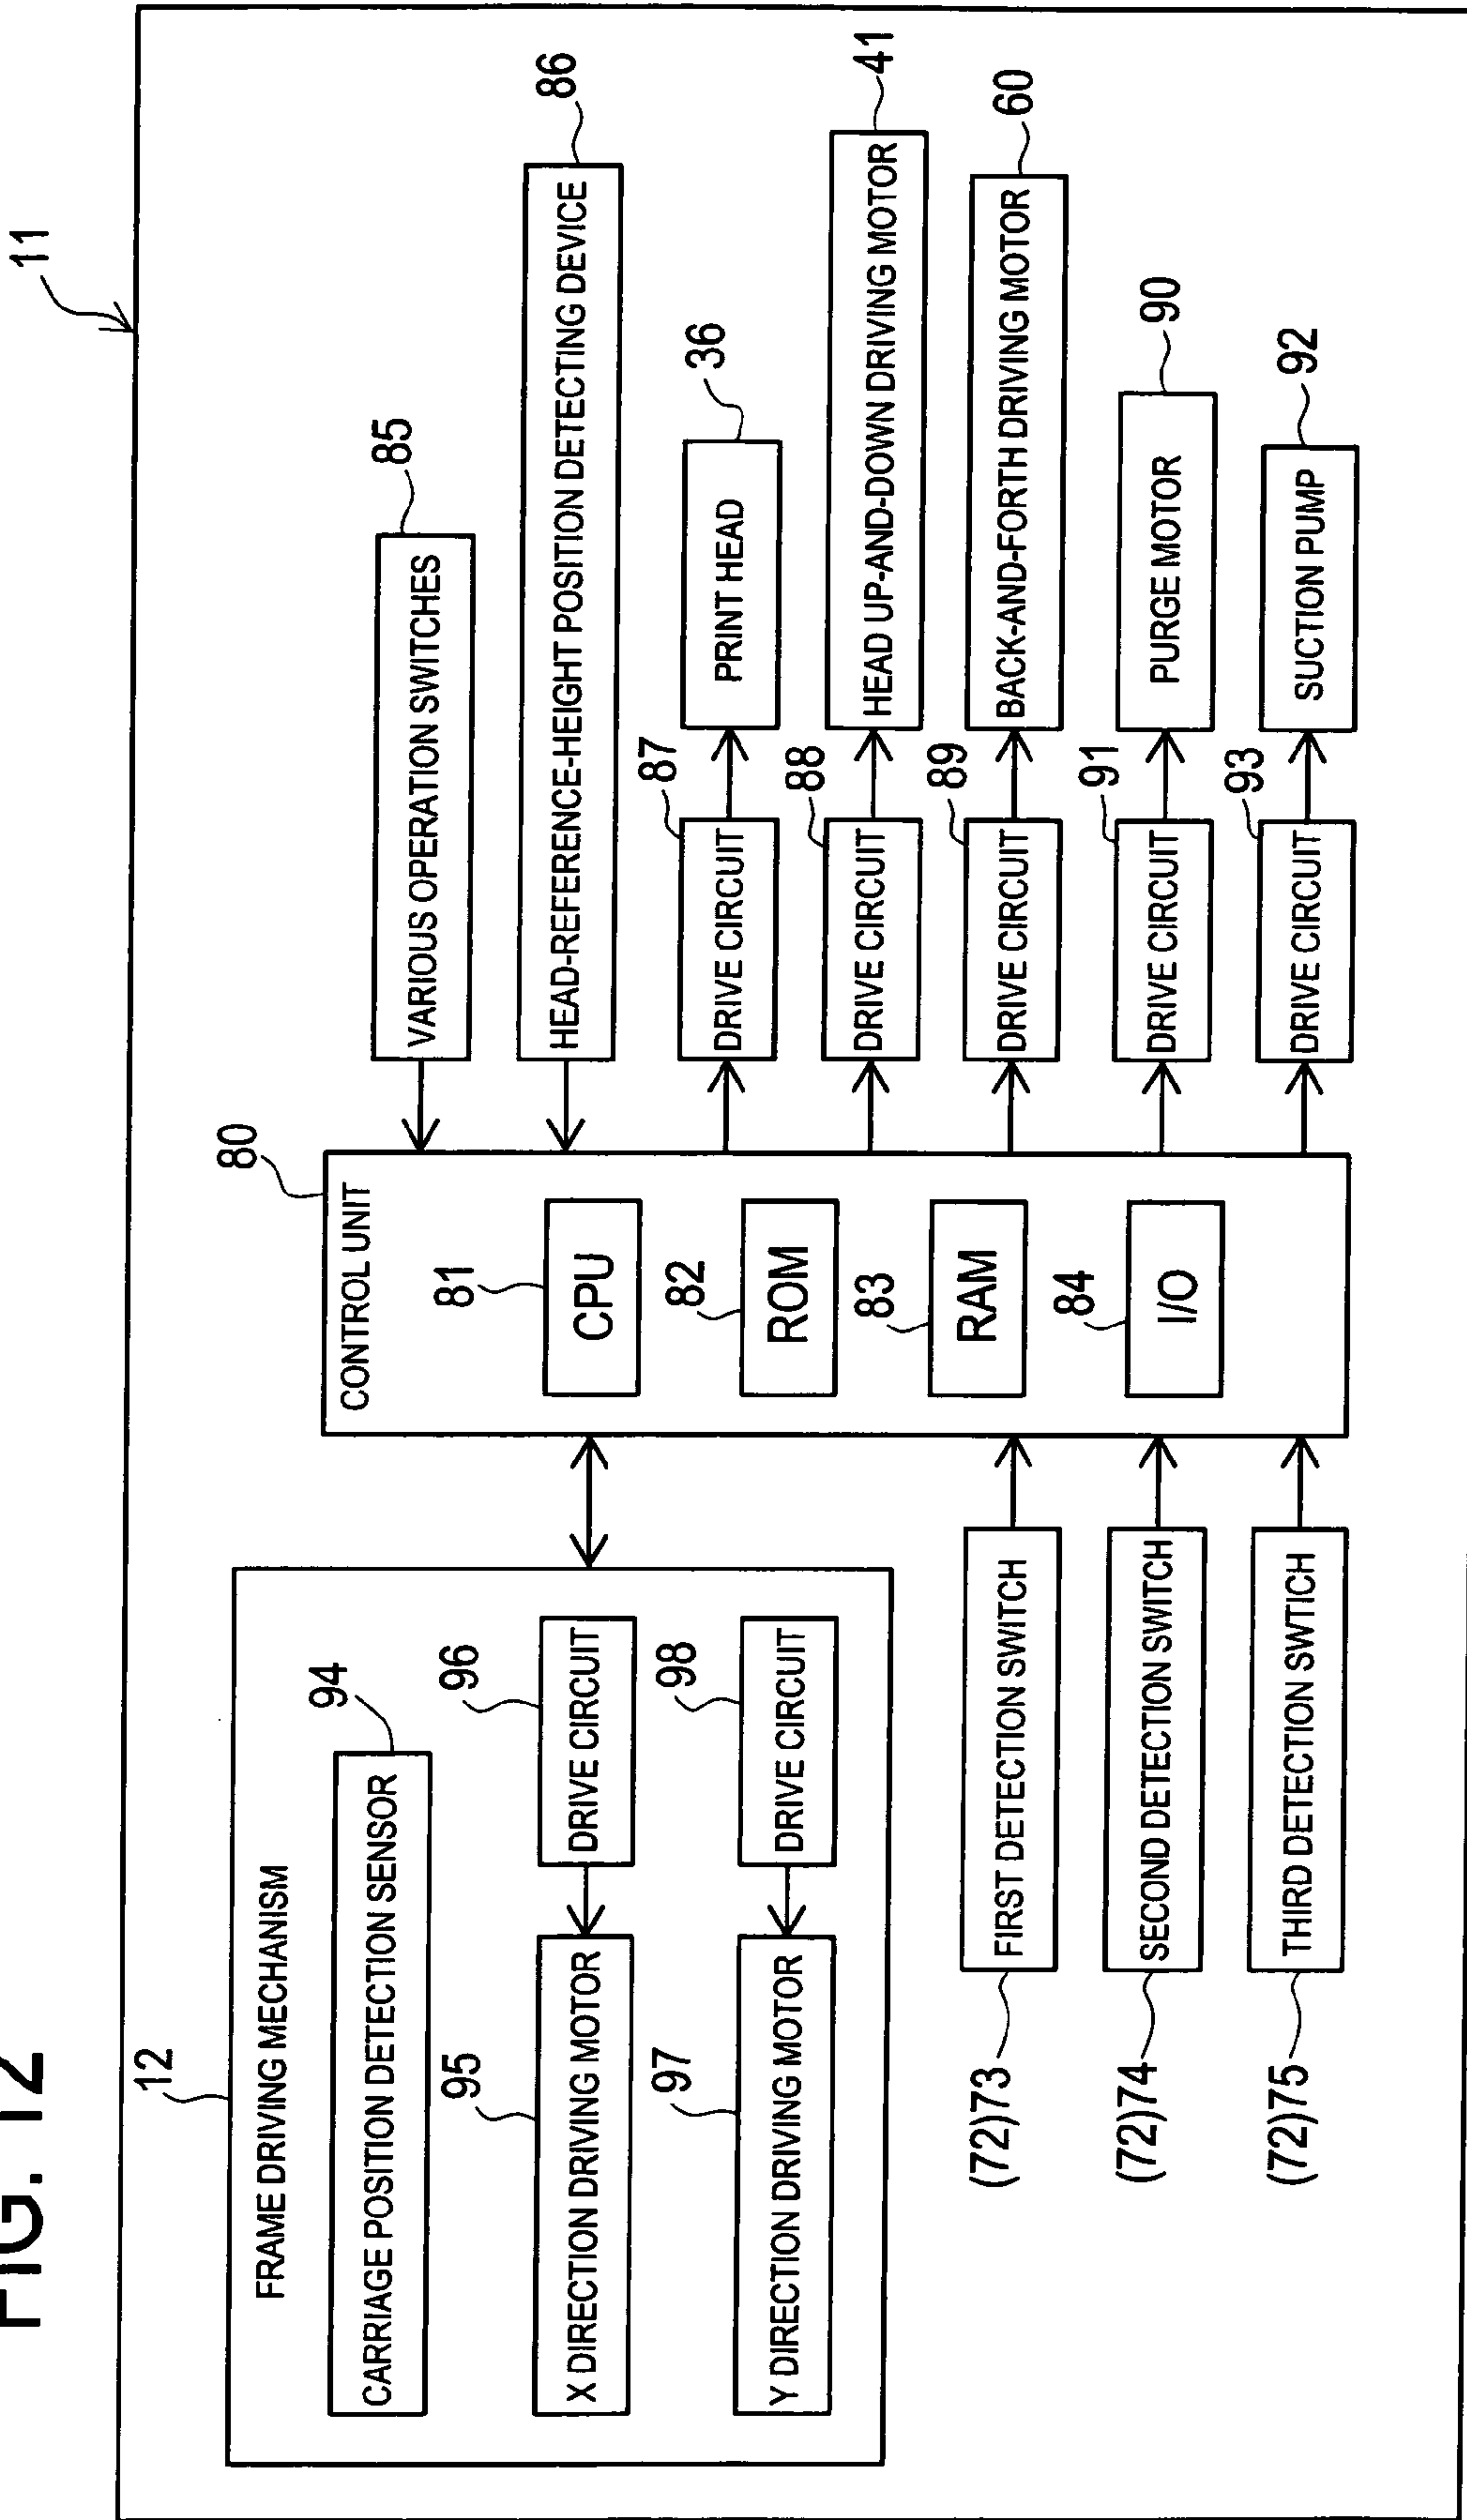 FIG. 12
11
12
FRAME DRIVING MECHANISM
94
CARRIAGE POSITION DETECTION SENSOR
95
X DIRECTION DRIVING MOTOR
96
DRIVE CIRCUIT
97
Y DIRECTION DRIVING MOTOR
98
DRIVE CIRCUIT
FIRST DETECTION SWITCH
(72)73
SECOND DETECTION SWITCH
(72)74
THIRD DETECTION SWTICH
(72)75
80
CONTROL UNIT
81
CPU
82
ROM
83
RAM
84
I/O
VARIOUS OPERATION SWITCHES
85
HEAD-REFERENCE-HEIGHT POSITION DETECTING DEVICE
86
87
DRIVE CIRCUIT
PRINT HEAD
36
88
DRIVE CIRCUIT
HEAD UP-AND-DOWN DRIVING MOTOR
41
89
DRIVE CIRCUIT
BACK-AND-FORTH DRIVING MOTOR
60
91
DRIVE CIRCUIT
PURGE MOTOR
90
93
DRIVE CIRCUIT
SUCTION PUMP
92